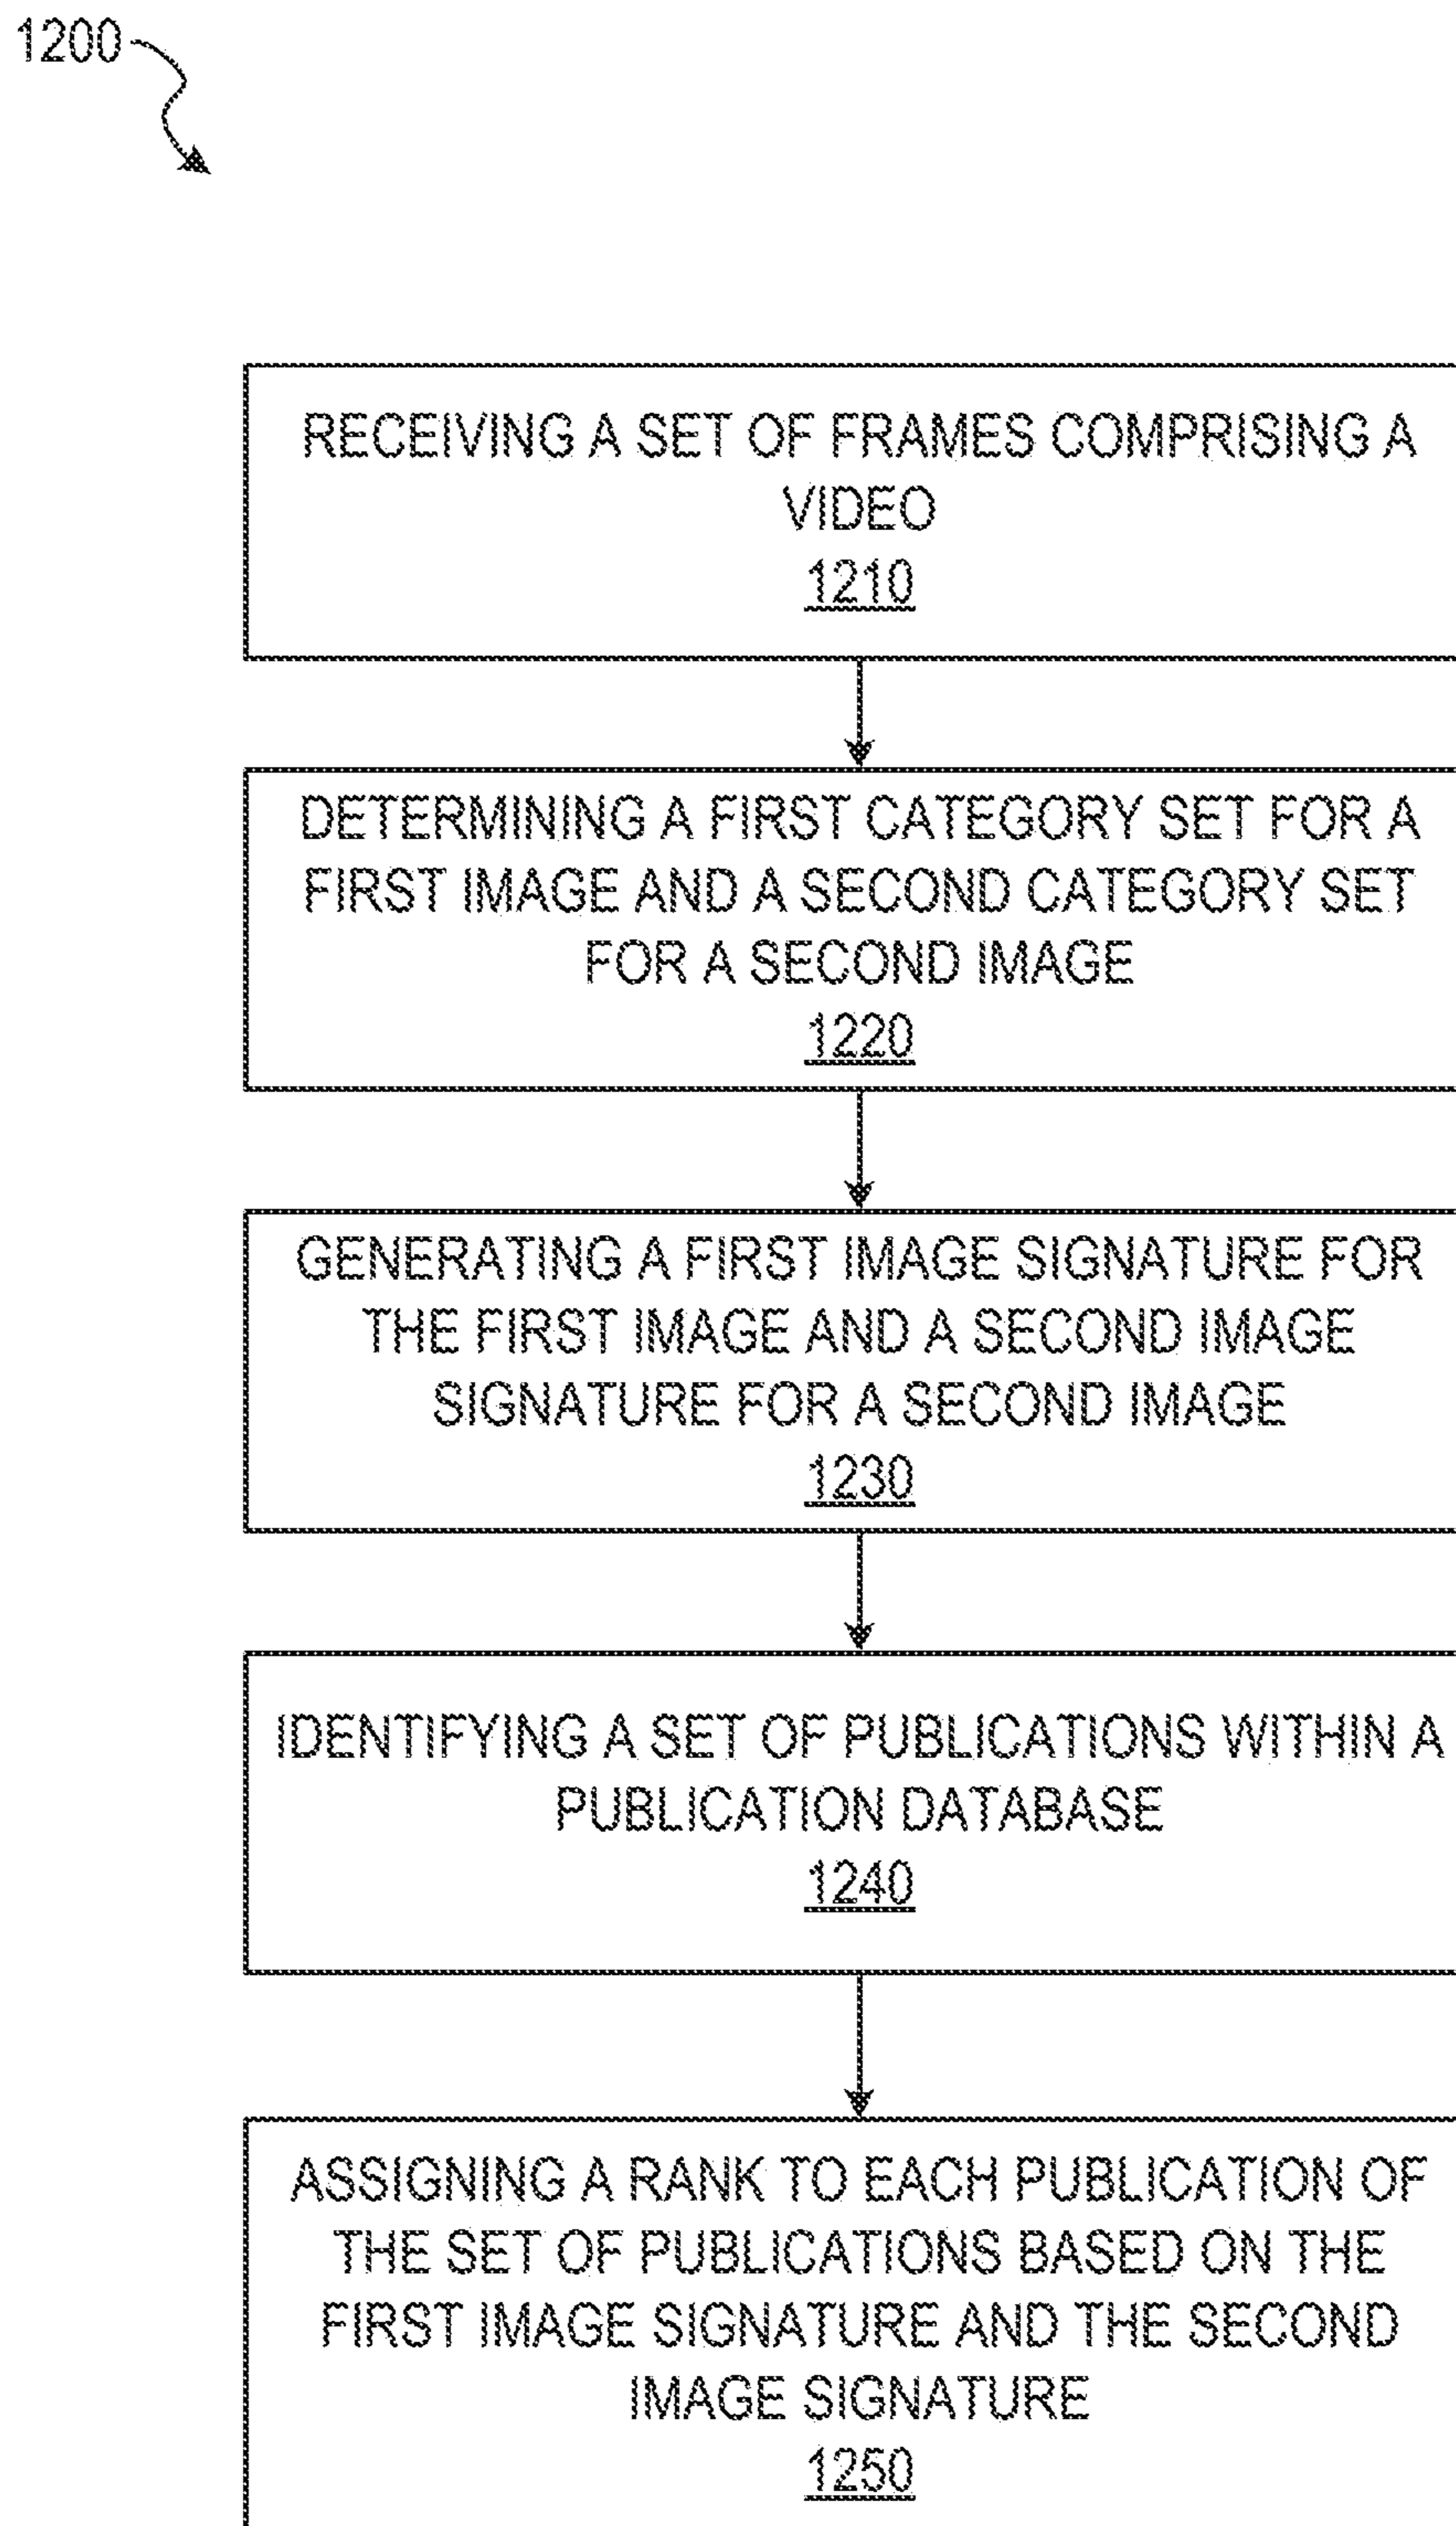 1200
RECEIVING A SET OF FRAMES COMPRISING A
VIDEO
1210
DETERMINING A FIRST CATEGORY SET FOR A
FIRST IMAGE AND A SECOND CATEGORY SET
FOR A SECOND IMAGE
1220
GENERATING A FIRST IMAGE SIGNATURE FOR
THE FIRST IMAGE AND A SECOND IMAGE
SIGNATURE FOR A SECOND IMAGE
1230
IDENTIFYING A SET OF PUBLICATIONS WITHIN A
PUBLICATION DATABASE
1240
ASSIGNING A RANK TO EACH PUBLICATION OF
THE SET OF PUBLICATIONS BASED ON THE
FIRST IMAGE SIGNATURE AND THE SECOND
IMAGE SIGNATURE
1250